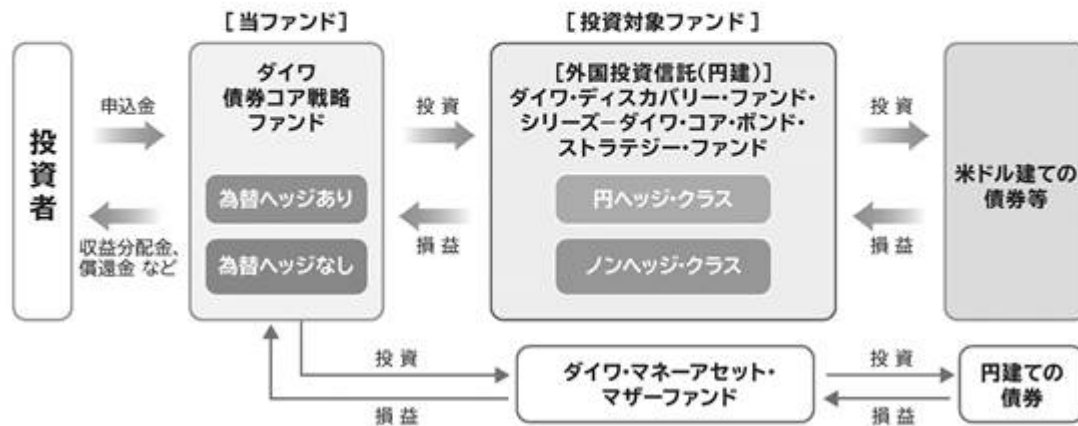 [当ファンド]
[投資対象ファンド]
投資者
申込金
収益分配金、
償還金 など
ダイワ
債券コア戦略
ファンド
為替ヘッジあり
為替ヘッジなし
投 資
損 益
[外国投資信託(円建)]
ダイワ・ディスカバリー・ファンド・
シリーズ−ダイワ・コア・ボンド・
ストラテジー・ファンド
円ヘッジ・クラス
ノンヘッジ・クラス
投 資
損 益
米ドル建ての
債券等
投 資
損 益
ダイワ・マネーアセット・
マザーファンド
投 資
損 益
円建ての
債券